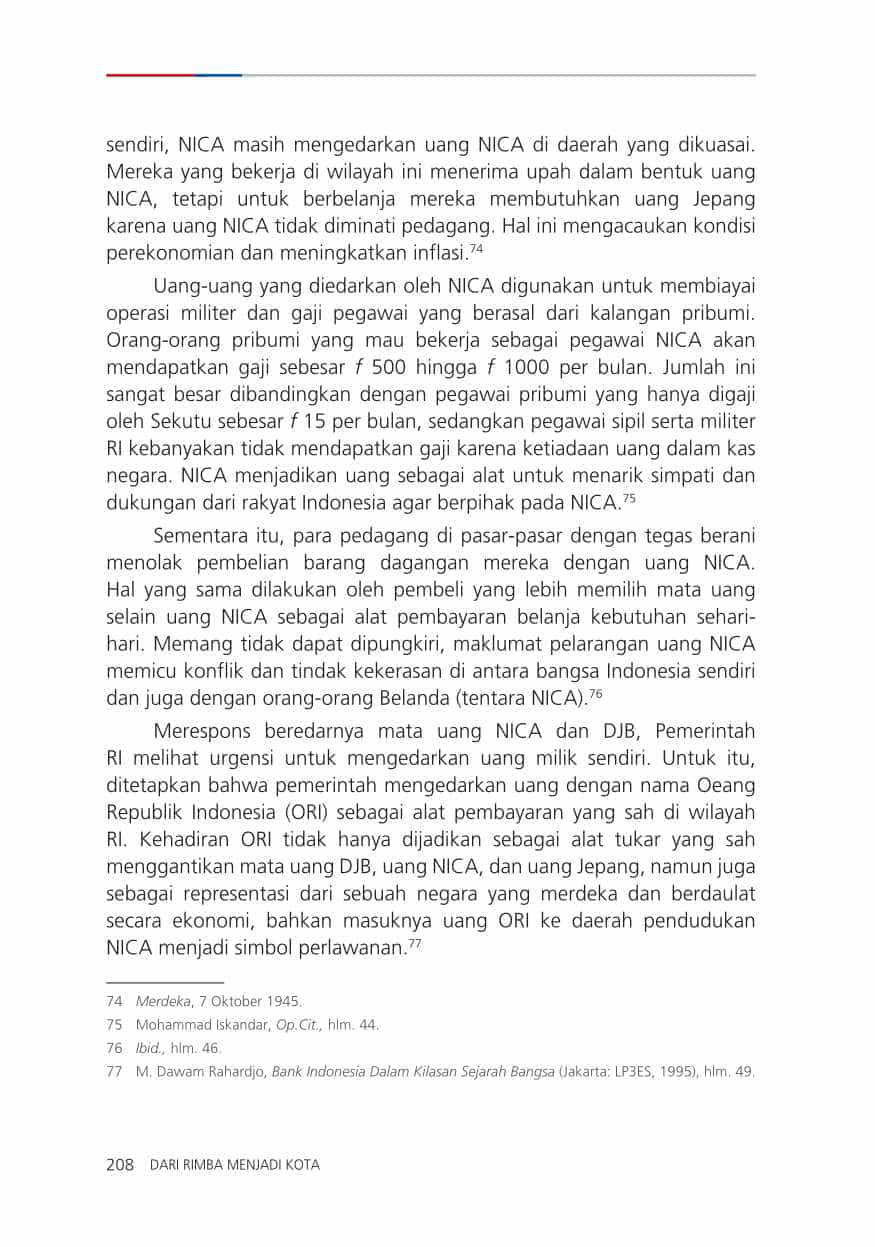 sendiri, NICA masih mengedarkan uang NICA di daerah yang dikuasai.
Mereka yang bekerja di wilayah ini menerima upah dalam bentuk uang
NICA, tetapi untuk berbelanja mereka membutuhkan uang Jepang
karena uang NICA tidak diminati pedagang. Hal ini mengacaukan kondisi
perekonomian dan meningkatkan inflasi.74
Uang-uang yang diedarkan oleh NICA digunakan untuk membiayai
operasi militer dan gaji pegawai yang berasal dari kalangan pribumi.
Orang-orang pribumi yang mau bekerja sebagai pegawai NICA akan
mendapatkan gaji sebesar f 500 hingga f 1000 per bulan. Jumlah ini
sangat besar dibandingkan dengan pegawai pribumi yang hanya digaji
oleh Sekutu sebesar f 15 per bulan, sedangkan pegawai sipil serta militer
RI kebanyakan tidak mendapatkan gaji karena ketiadaan uang dalam kas
negara. NICA menjadikan uang sebagai alat untuk menarik simpati dan
dukungan dari rakyat Indonesia agar berpihak pada NICA.75
Sementara itu, para pedagang di pasar-pasar dengan tegas berani
menolak pembelian barang dagangan mereka dengan uang NICA.
Hal yang sama dilakukan oleh pembeli yang lebih memilih mata uang
selain uang NICA sebagai alat pembayaran belanja kebutuhan sehari-
hari. Memang tidak dapat dipungkiri, maklumat pelarangan uang NICA
memicu konflik dan tindak kekerasan di antara bangsa Indonesia sendiri
dan juga dengan orang-orang Belanda (tentara NICA).76
Merespons beredarnya mata uang NICA dan DJB, Pemerintah
RI melihat urgensi untuk mengedarkan uang milik sendiri. Untuk itu,
ditetapkan bahwa pemerintah mengedarkan uang dengan nama Oeang
Republik Indonesia (ORI) sebagai alat pembayaran yang sah di wilayah
RI. Kehadiran ORI tidak hanya dijadikan sebagai alat tukar yang sah
menggantikan mata uang DJB, uang NICA, dan uang Jepang, namun juga
sebagai representasi dari sebuah negara yang merdeka dan berdaulat
secara ekonomi, bahkan masuknya uang ORI ke daerah pendudukan
NICA menjadi simbol perlawanan.77
74 Merdeka, 7 Oktober 1945.
75 Mohammad Iskandar, Op.Cit., hlm. 44.
76 Ibid., hlm. 46.
77 M. Dawam Rahardjo, Bank Indonesia Dalam Kilasan Sejarah Bangsa (Jakarta: LP3ES, 1995), hlm. 49.
208 DARI RIMBA MENJADI KOTA